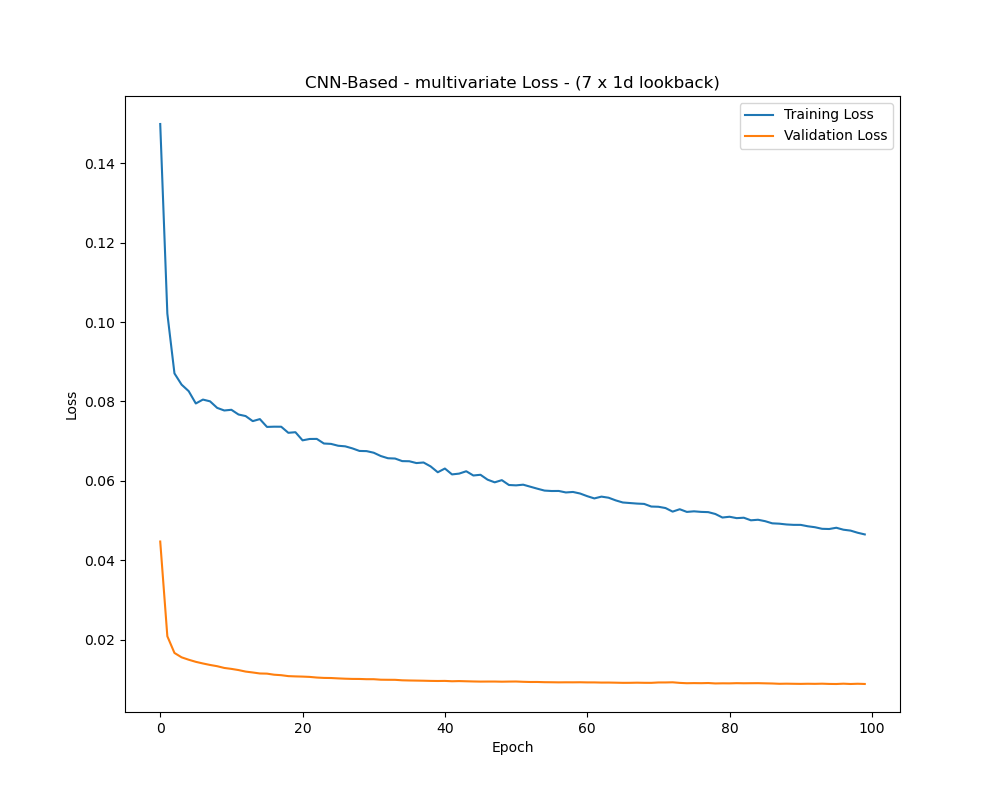 CNN-Based - multivariate Loss - (7 x 1d lookback)
Training Loss
Validation Loss
0.14
0.12
0.10
0.08
0.06
0.04
0.02
Loss
0
20
40
60
80
100
Epoch